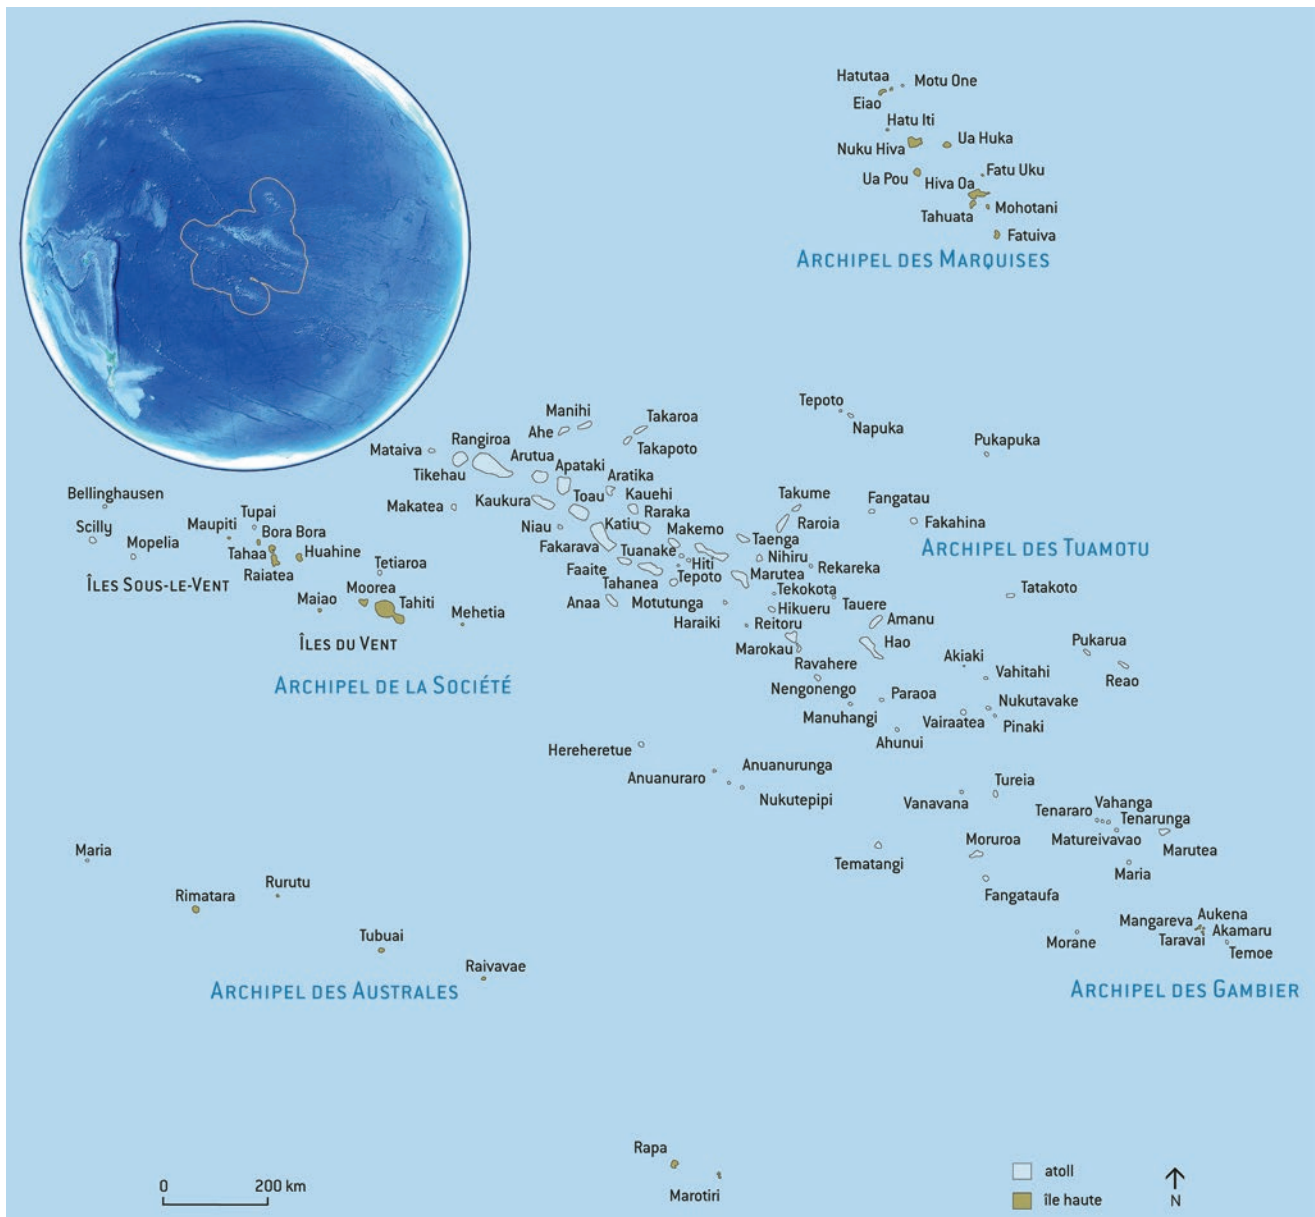 Hatutaa
Motu One
Eiao
Hatu Iti
Nuku Hiva
Ua Huka
Ua Pou
Hiva Oa
Fatu Uku
Tahuata
Mohotani
Fatuiva
ARCHIPEL DES MARQUISES
Tepoto
Napuka
Pukapuka
Manihi
Ahe
Takaroa
Takapoto
Mataiva
Rangiroa
Tikehau
Arutua
Apataki
Aratika
Makatea
Kaukura
Toau
Kauehi
Raraka
Niau
Katiu
Makemo
Fakarava
Tuanake
Hiti
Faaite
Tahanea
Tepoto
Anaa
Motutunga
Haraiki
Takume
Raroia
Taenga
Nihiru
Marutea
Rekareka
Tekokota
Hikueru
Tauere
Reitoru
Amanu
Marokau
Hao
Ravahere
Nengonengo
Paraoa
Manuhangi
Ahunui
Fangatau
Fakahina
ARCHIPEL DES TUAMOTU
Tatakoto
Pukarua
Reao
Akiaki
Vahitahi
Nukutavake
Vairaatea
Pinaki
Bellinghausen
Scilly
Mopelia
Maupiti
Tupai
Bora Bora
Tahaa
Huahine
Raiatea
ÎLES SOUS-LE-VENT
Tetiaroa
Moorea
Maiao
Tahiti
Mehetia
ÎLES DU VENT
ARCHIPEL DE LA SOCIÉTÉ
Hereheretue
Anuanuraro
Anuanurunga
Nukutepipi
Vanavana
Tureia
Tenararo
Vahanga
Tenarunga
Matureivavao
Marutea
Tematangi
Moruroa
Maria
Fangataufa
Morane
Mangareva
Aukena
Akamaru
Taravai
Temoe
ARCHIPEL DES GAMBIER
Maria
Rimatara
Rurutu
Tubuai
Raivavae
ARCHIPEL DES AUSTRALES
Rapa
Marotiri
0 200 km
atoll
île haute
N